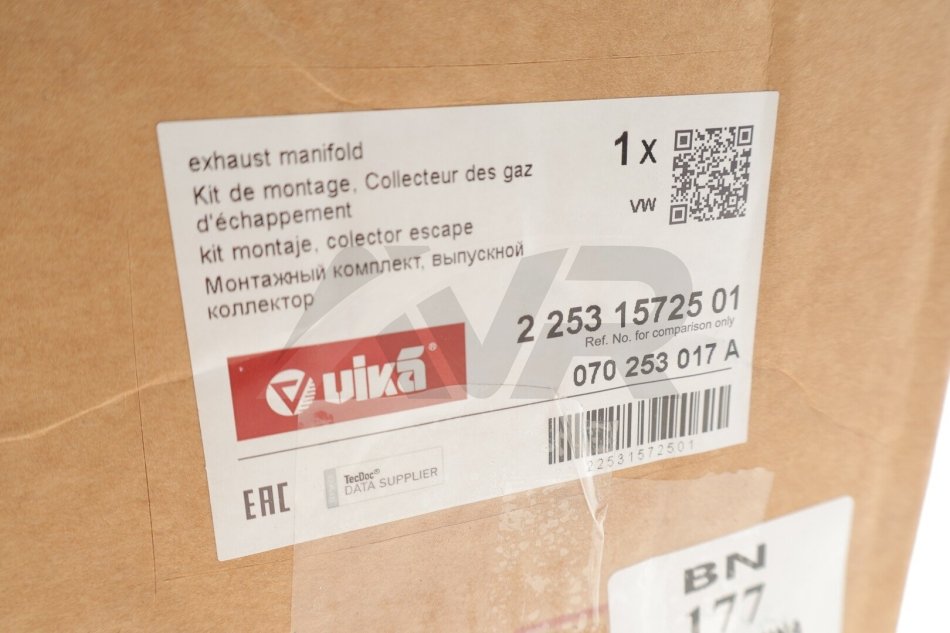 exhaust manifold
Kit de montage, Collecteur des gaz
d'échappement
kit montaje, colector escape
Монтажный комплект, выпускной
коллектор
1 x
VW
2 253 15725 01
Ref. No. for comparison only
070 253 017 A
viká®
22531572501
EAC
TecDoc®
DATA SUPPLIER
NVR
BN
177